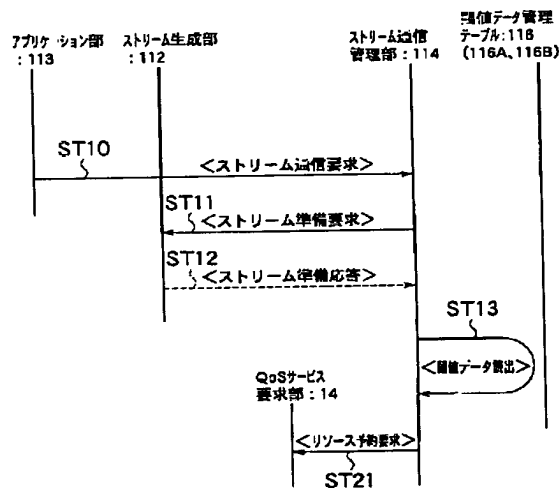 アプリケーション部
:113
ストリーム生成部
:112
ストリーム通信
管理部:114
閾値データ管理
テーブル:116
(116A、116B)
ST10
<ストリーム通信要求>
ST11
<ストリーム準備要求>
ST12
<ストリーム準備応答>
ST13
<閾値データ読出>
QoSサービス
要求部:14
<リソース予約要求>
ST21